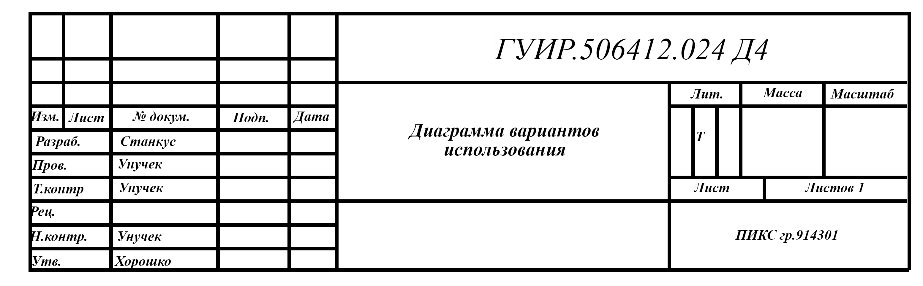 ГУИР.506412.024 Д4
Лит. Масса Масштаб
Изм. Лист № докум. Подп. Дата
Диаграмма вариантов
использования
Т
Разраб. Станкус
Пров. Унучек
Т.контр Унучек
Лист Листов 1
Рец.
Н.контр. Унучек
ПИКС гр.914301
Утв. Хорошко